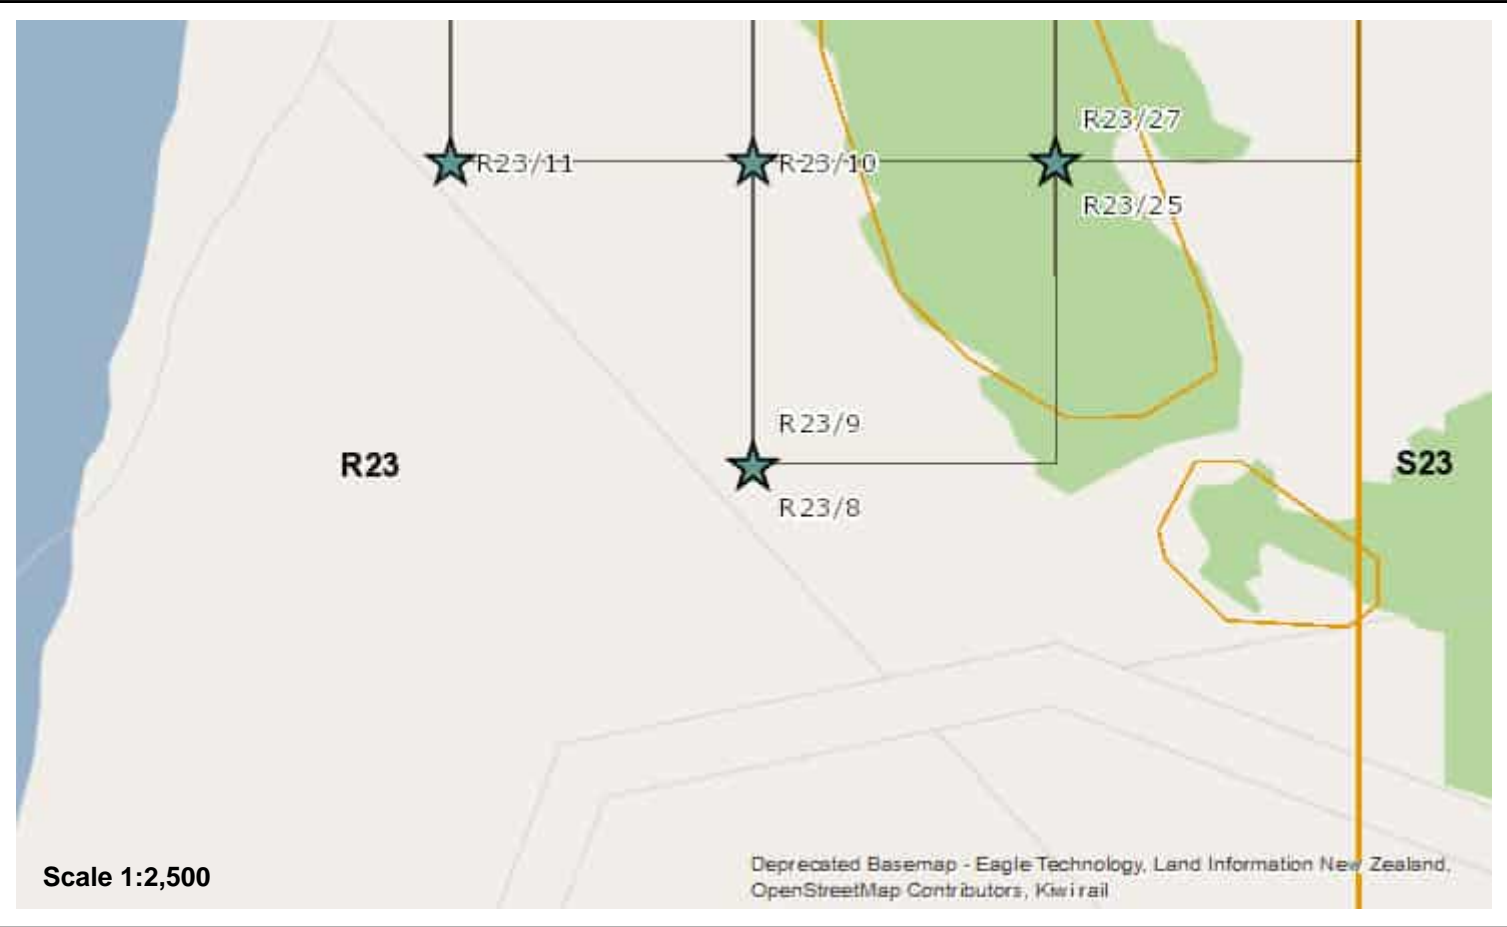 R23/27
R23/11
R23/10
R23/25
R23/9
R23
S23
R23/8
Scale 1:2,500
Deprecated Basemap - Eagle Technology, Land Information New Zealand,
OpenStreetMap Contributors, Kiwirail